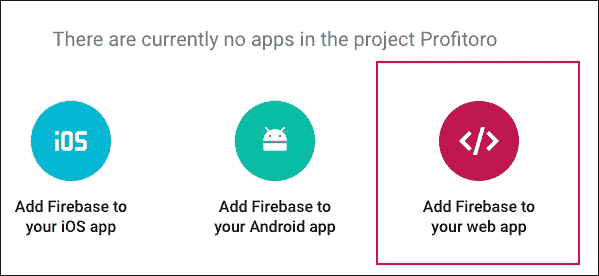 There are currently no apps in the project Profitoro
iOS
</>
Add Firebase to
your iOS app
Add Firebase to
your Android app
Add Firebase to
your web app